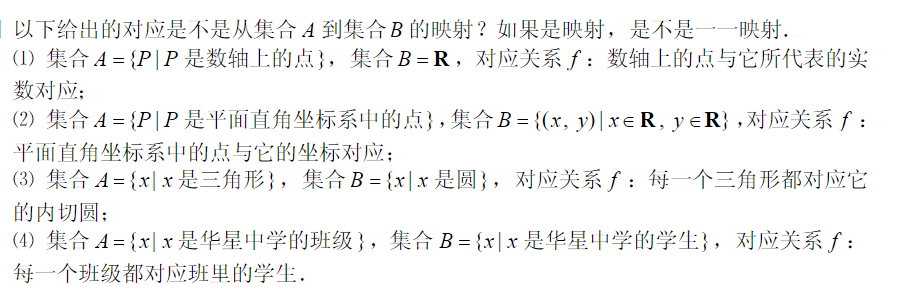 以下给出的对应是不是从集合 A 到集合 B 的映射？如果是映射，是不是一一映射．
⑴ 集合 A = {P | P 是数轴上的点}，集合 B = R，对应关系 f：数轴上的点与它所代表的实
数对应；
⑵ 集合 A = {P | P 是平面直角坐标系中的点}，集合 B = {(x, y) | x∈R, y∈R}，对应关系 f：
平面直角坐标系中的点与它的坐标对应；
⑶ 集合 A = {x | x 是三角形}，集合 B = {x | x 是圆}，对应关系 f：每一个三角形都对应它
的内切圆；
⑷ 集合 A = {x | x 是华星中学的班级}，集合 B = {x | x 是华星中学的学生}，对应关系 f：
每一个班级都对应班里的学生．